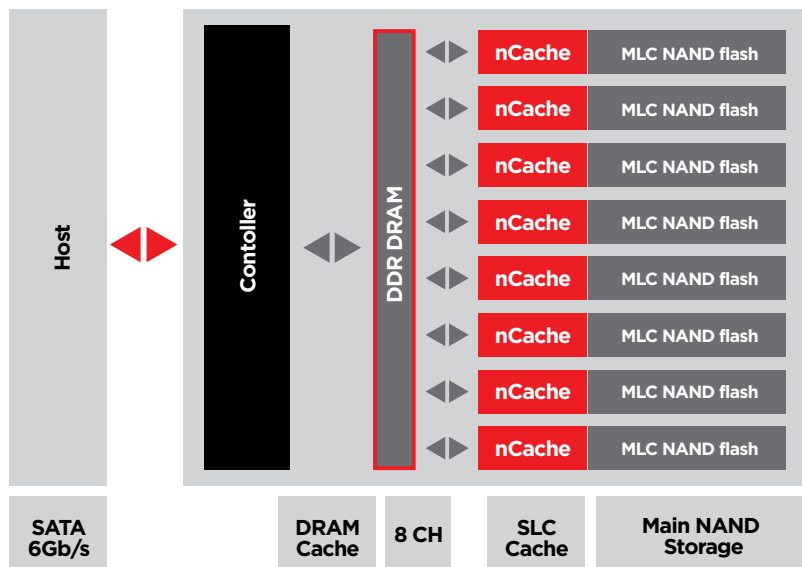 Host
Contoller
DDR DRAM
nCache MLC NAND flash
nCache MLC NAND flash
nCache MLC NAND flash
nCache MLC NAND flash
nCache MLC NAND flash
nCache MLC NAND flash
nCache MLC NAND flash
nCache MLC NAND flash
SATA
6Gb/s
DRAM
Cache
8 CH
SLC
Cache
Main NAND
Storage